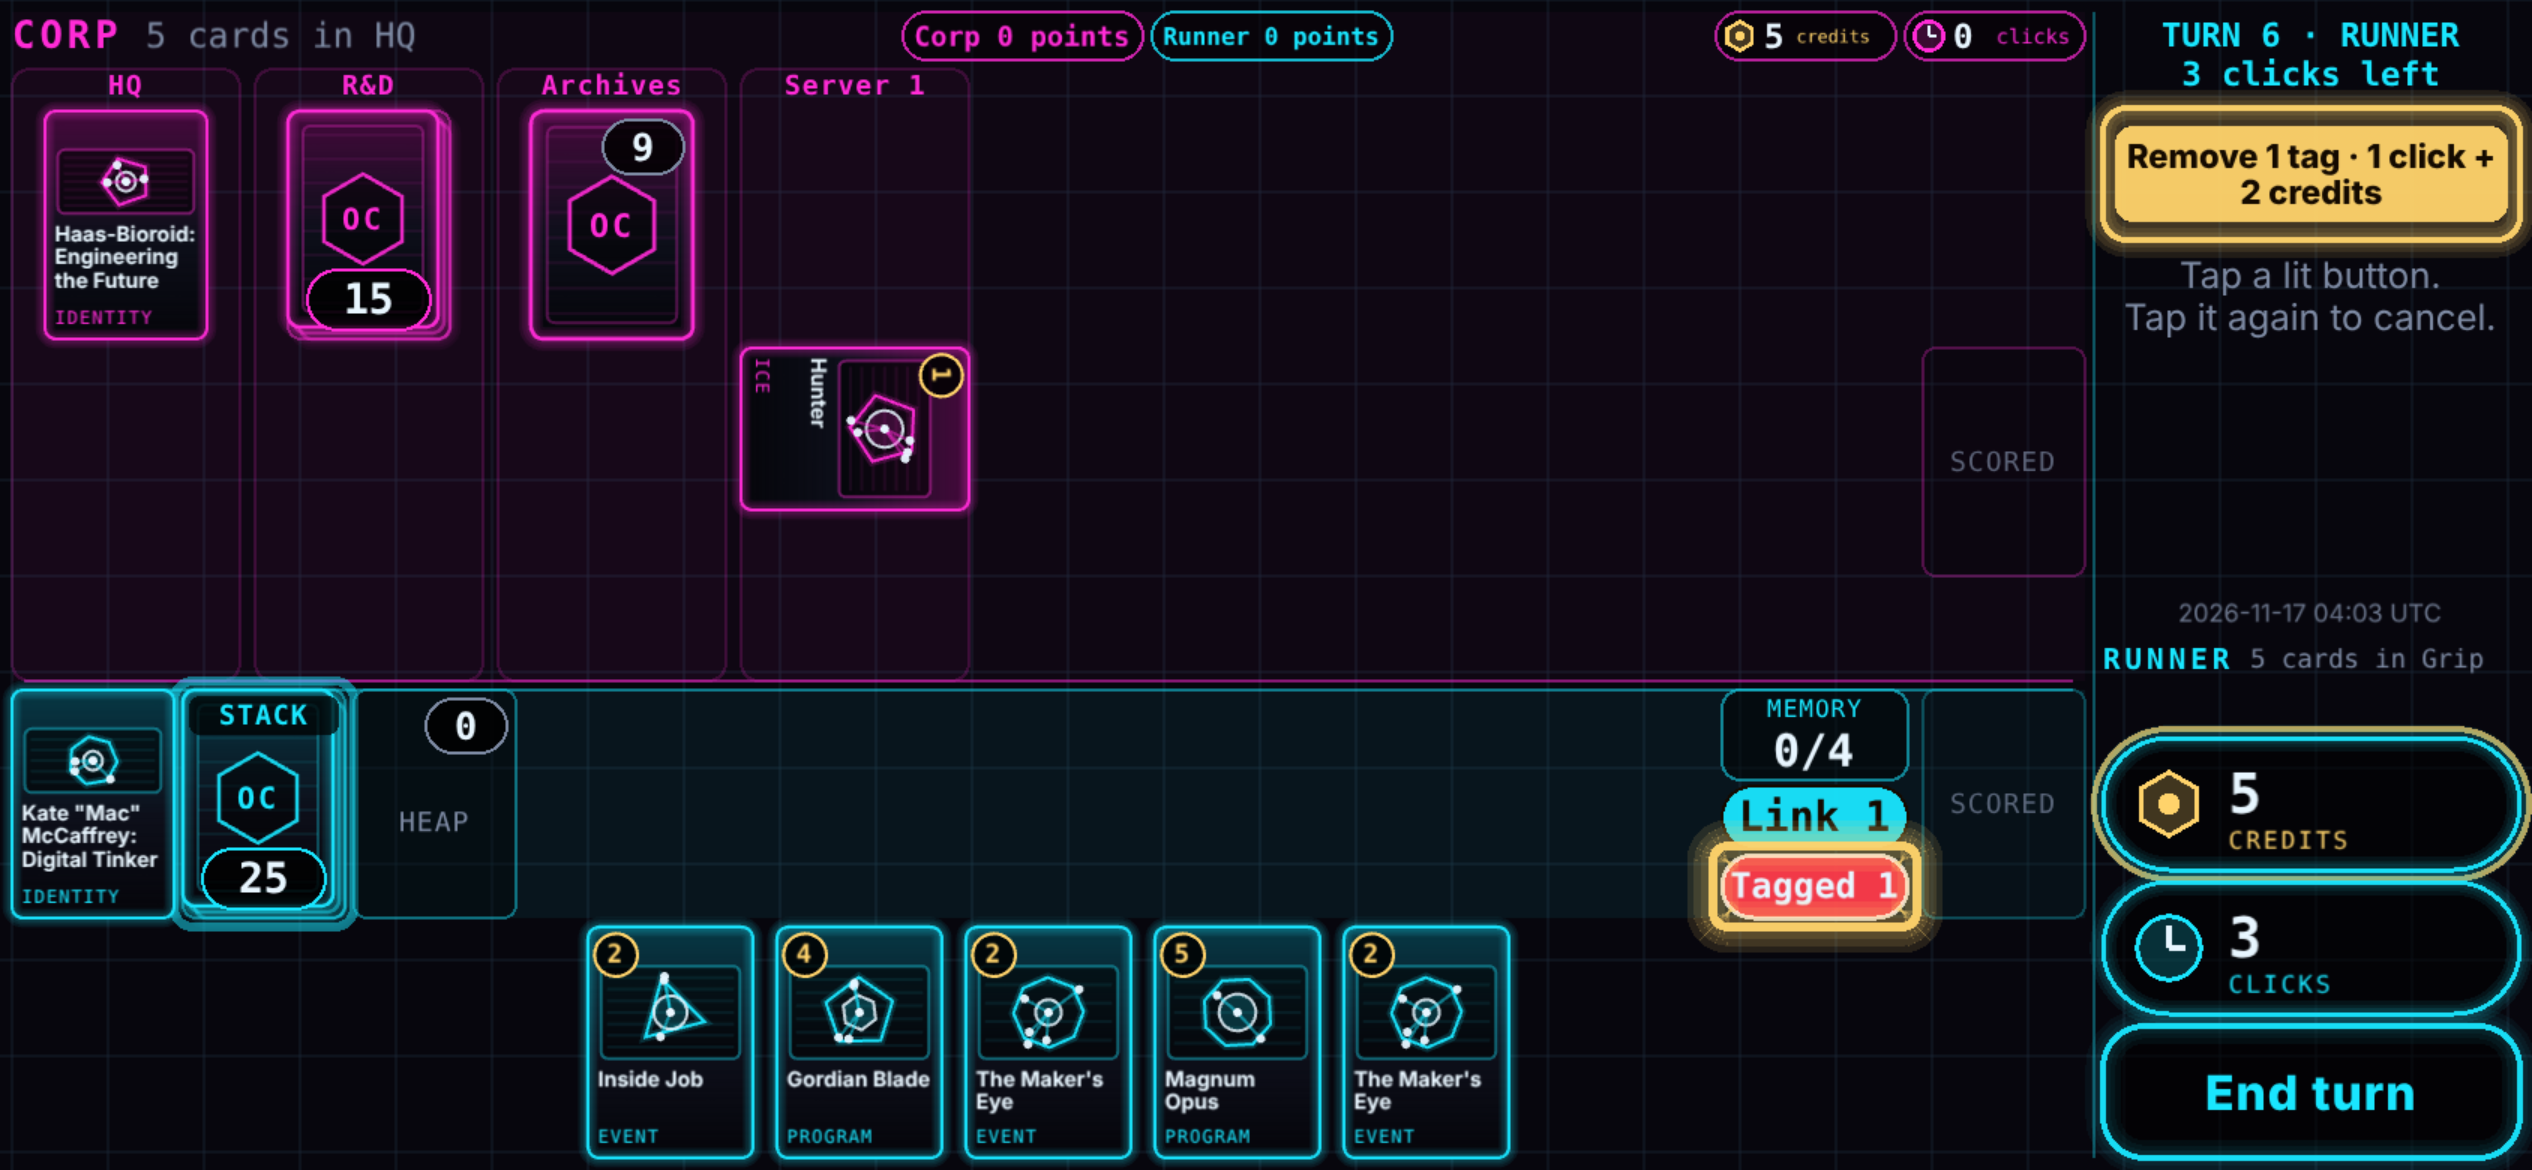 CORP 5 cards in HQ
Corp 0 points
Runner 0 points
5 credits
0 clicks
TURN 6 · RUNNER
3 clicks left
Remove 1 tag · 1 click +
2 credits
Tap a lit button.
Tap it again to cancel.
HQ
R&D
Archives
Server 1
Haas-Bioroid:
Engineering
the Future
IDENTITY
OC
15
9
OC
ICE
Hunter
1
SCORED
2026-11-17 04:03 UTC
RUNNER 5 cards in Grip
Kate "Mac"
McCaffrey:
Digital Tinker
IDENTITY
STACK
OC
25
0
HEAP
MEMORY
0/4
Link 1
Tagged 1
SCORED
5
CREDITS
3
CLICKS
End turn
2
Inside Job
EVENT
4
Gordian Blade
PROGRAM
2
The Maker's
Eye
EVENT
5
Magnum
Opus
PROGRAM
2
The Maker's
Eye
EVENT